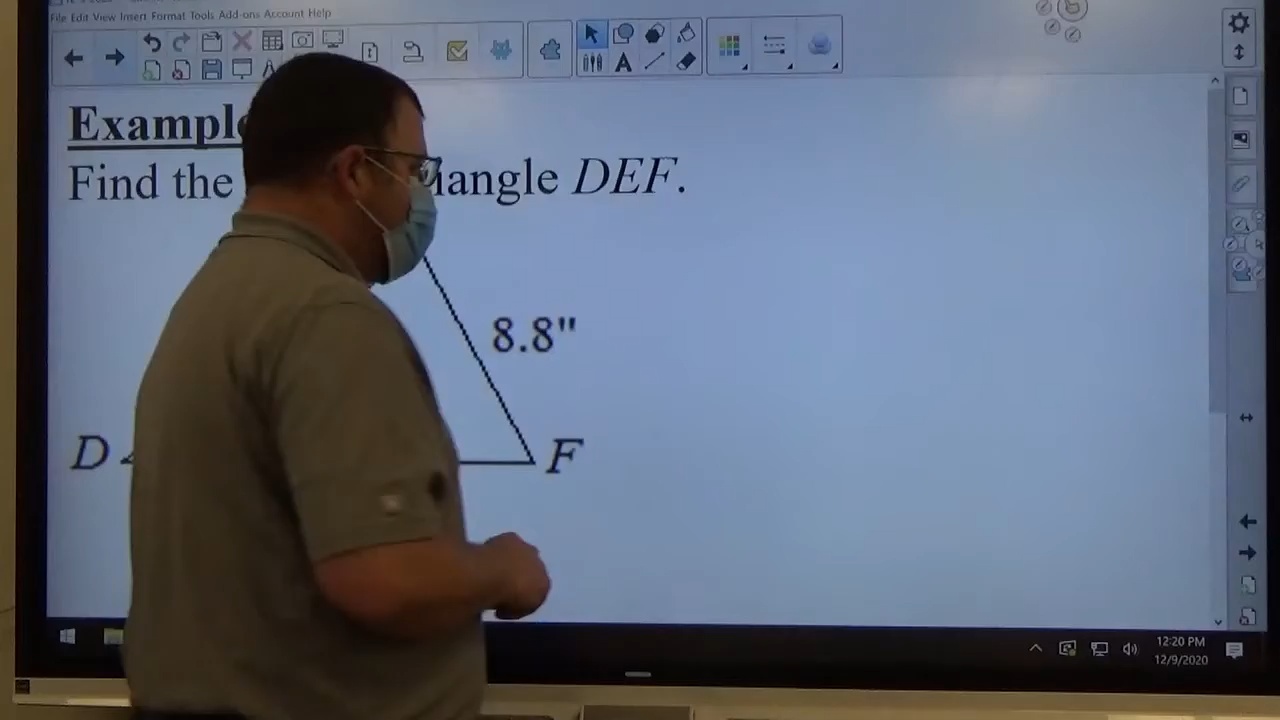 File Edit View Insert Format Tools Add-ons Account Help
Exampl
Find the iangle DEF.
8.8"
D F
12:20 PM
12/9/2020